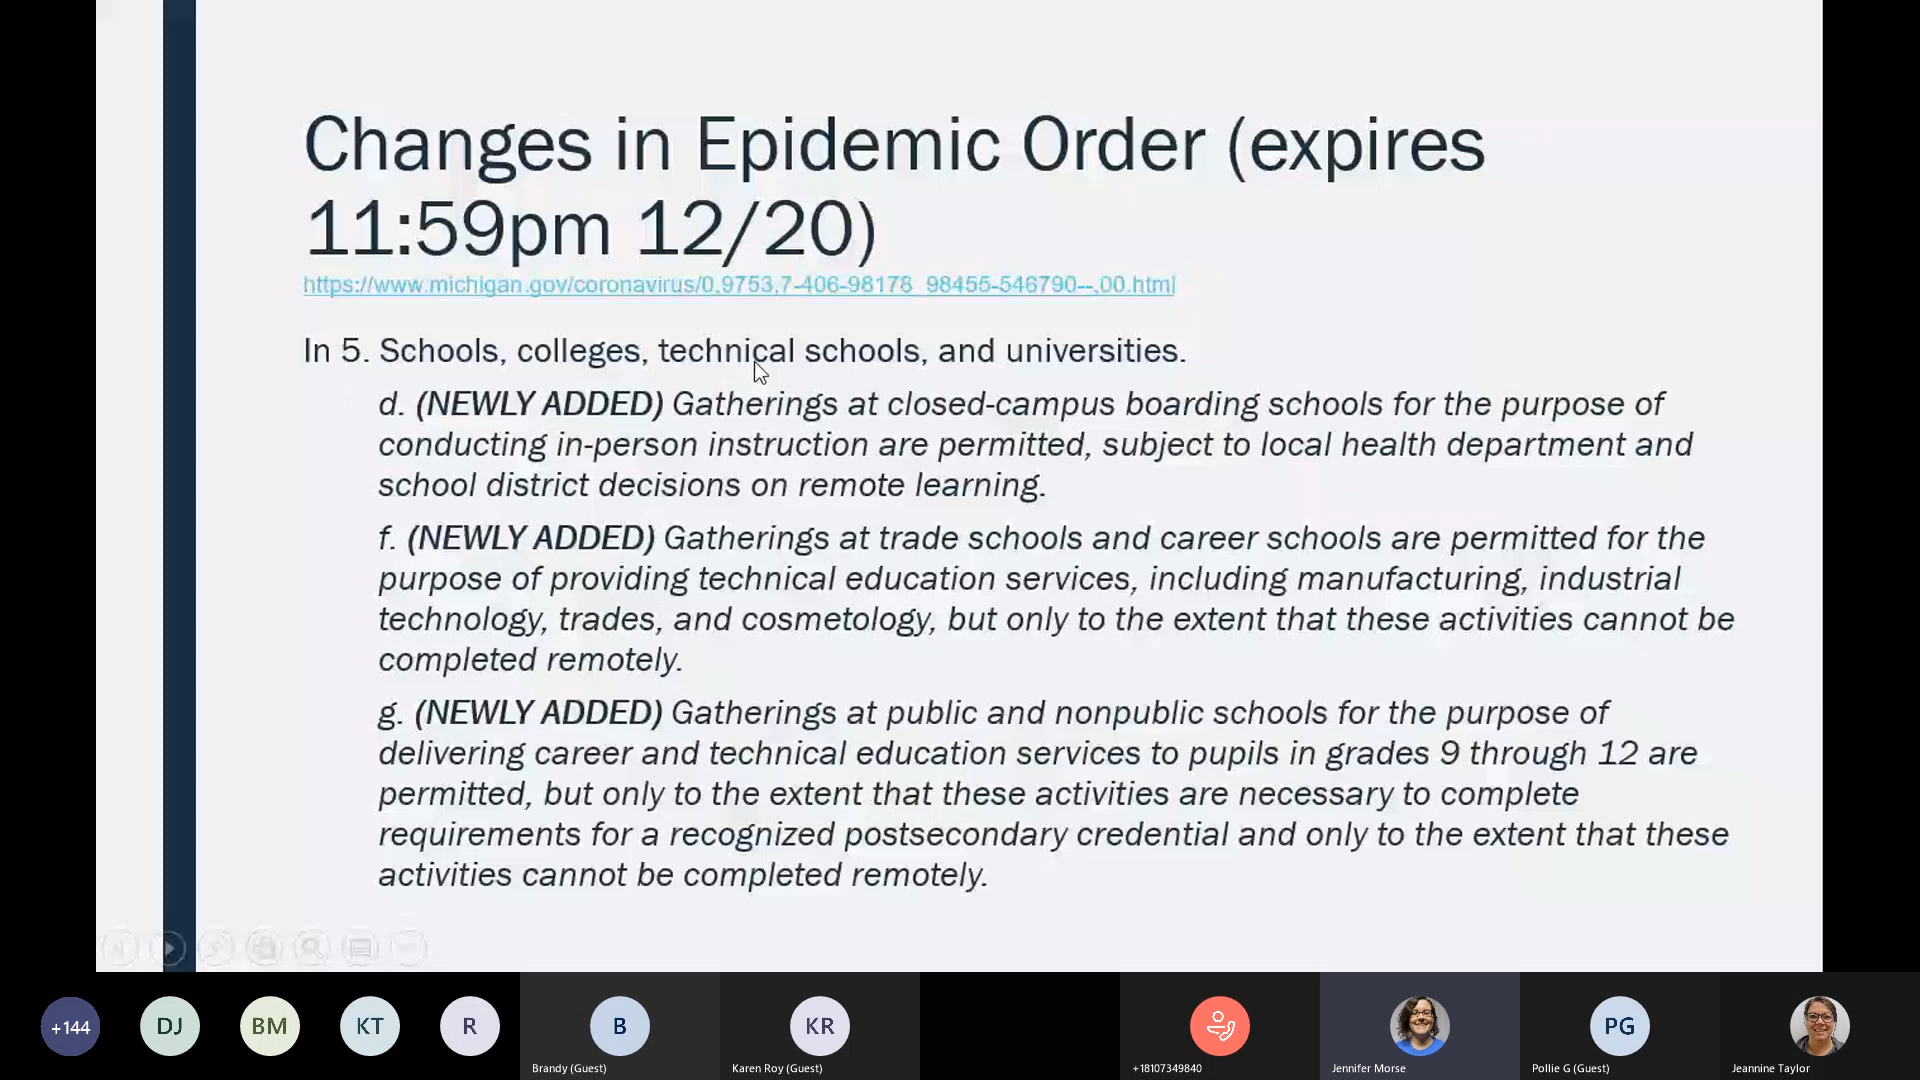 Changes in Epidemic Order (expires
11:59pm 12/20)
https://www.michigan.gov/coronavirus/0,9753,7-406-98178_98455-546790--,00.html
In 5. Schools, colleges, technical schools, and universities.
d. (NEWLY ADDED) Gatherings at closed-campus boarding schools for the purpose of
conducting in-person instruction are permitted, subject to local health department and
school district decisions on remote learning.
f. (NEWLY ADDED) Gatherings at trade schools and career schools are permitted for the
purpose of providing technical education services, including manufacturing, industrial
technology, trades, and cosmetology, but only to the extent that these activities cannot be
completed remotely.
g. (NEWLY ADDED) Gatherings at public and nonpublic schools for the purpose of
delivering career and technical education services to pupils in grades 9 through 12 are
permitted, but only to the extent that these activities are necessary to complete
requirements for a recognized postsecondary credential and only to the extent that these
activities cannot be completed remotely.
+144 DJ BM KT R B KR PG
Brandy (Guest) Karen Roy (Guest) +18107349840 Jennifer Morse Pollie G (Guest) Jeannine Taylor